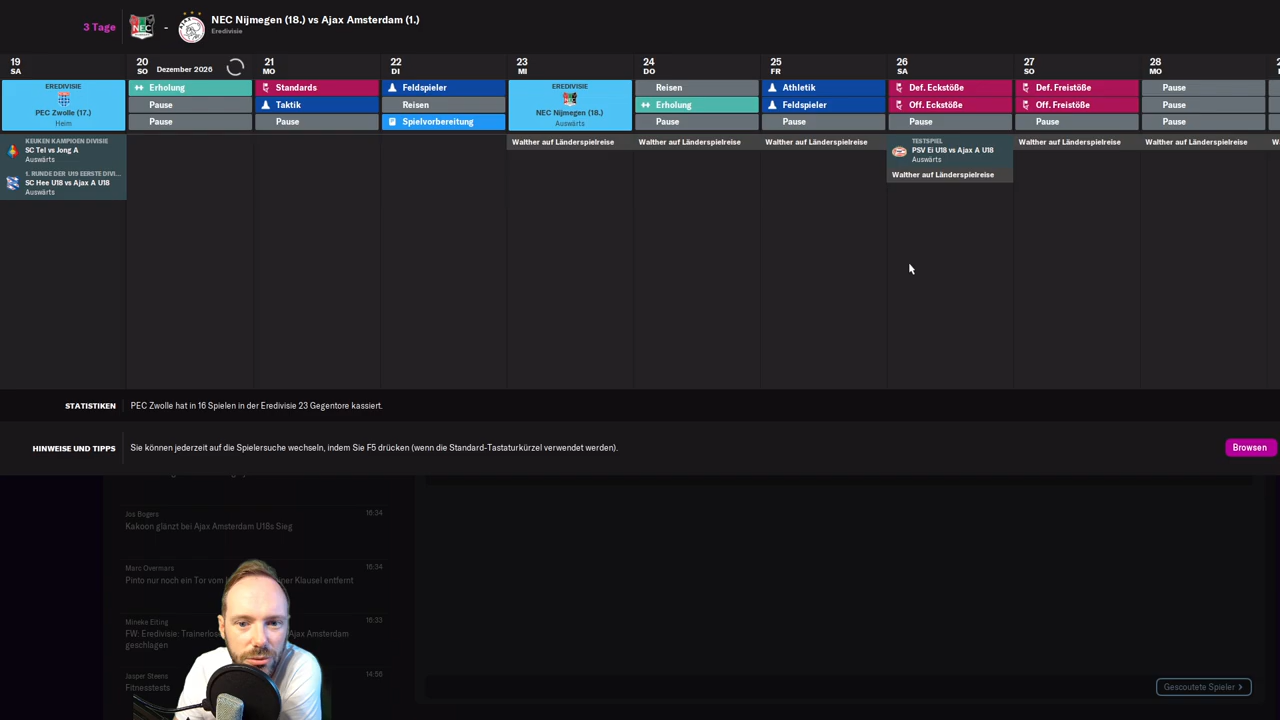 3 Tage
NEC
-
NEC Nijmegen (18.) vs Ajax Amsterdam (1.)
Eredivisie
19
SA
20
SO
Dezember 2026
21
MO
22
DI
23
MI
24
DO
25
FR
26
SA
27
SO
28
MO
EREDIVISIE
PEC Zwolle (17.)
Heim
Erholung
Pause
Pause
Standards
Taktik
Pause
Feldspieler
Reisen
Spielvorbereitung
EREDIVISIE
NEC Nijmegen (18.)
Auswärts
Reisen
Erholung
Pause
Athletik
Feldspieler
Pause
Def. Eckstöße
Off. Eckstöße
Pause
Def. Freistöße
Off. Freistöße
Pause
Pause
Pause
Pause
KEUKEN KAMPIOEN DIVISIE
SC Tel vs Jong A
Auswärts
1. RUNDE DER U19 EERSTE DIVI...
SC Hee U18 vs Ajax A U18
Auswärts
Walther auf Länderspielreise
Walther auf Länderspielreise
Walther auf Länderspielreise
TESTSPIEL
PSV Ei U18 vs Ajax A U18
Auswärts
Walther auf Länderspielreise
Walther auf Länderspielreise
Walther auf Länderspielreise
STATISTIKEN
PEC Zwolle hat in 16 Spielen in der Eredivisie 23 Gegentore kassiert.
HINWEISE UND TIPPS
Sie können jederzeit auf die Spielersuche wechseln, indem Sie F5 drücken (wenn die Standard-Tastaturkürzel verwendet werden).
Browsen
Jos Bogers
16:34
Kakoon glänzt bei Ajax Amsterdam U18s Sieg
Marc Overmars
16:34
Pinto nur noch ein Tor vom Klausel entfernt
Mineke Elting
16:33
FW: Eredivisie: Ajax Amsterdam
geschlagen
Jasper Steens
14:56
Fitnesstests
Gescoutete Spieler